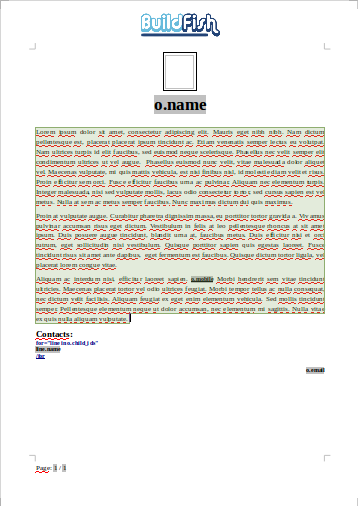 BuildFish
o.name
Lorem ipsum dolor sit amet, consectetur adipiscing elit. Mauris eget nibh nibh. Nam dictum
pellentesque est, placerat placerat ipsum tincidunt ac. Etiam venenatis semper lacus eu volutpat.
Nam ultrices turpis id elit faucibus, sed euismod neque scelerisque. Phasellus nec velit semper elit
condimentum ultrices ut vel augue. Phasellus euismod nunc velit, vitae malesuada dolor aliquet
vel. Maecenas vulputate, mi quis mattis vehicula, est nisl finibus nisi, id molestie diam velit et risus.
Proin efficitur sem orci. Fusce efficitur faucibus urna ac pulvinar. Aliquam nec elementum turpis.
Integer malesuada, sed vulputate mollis, lacus odio consectetur sed cursus sapien est vel
metus. Nulla at sem ac metus semper faucibus. Nunc maximus dictum dui quis maximus.
Proin at vulputate augue. Curabitur pharetra dignissim massa, eu porttitor tortor gravida a. Vivamus
pulvinar accumsan risus eget dictum. Vestibulum in felis at leo pellentesque rhoncus at sit amet
ipsum. Duis posuere augue tincidunt, blandit urna at, faucibus metus. Duis efficitur nisi et orci
rutrum, eget sollicitudin nisl vestibulum. Quisque porttitor sapien quis egestas laoreet. Fusce
tincidunt risus sit amet ante dapibus, eget fermentum est faucibus. Quisque dictum tortor ligula, vel
placerat lorem congue vitae.
Aliquam ac interdum nisi, efficitur laoreet sapien. o.mobile Morbi hendrerit sem vitae tincidunt
ultricies. Maecenas placerat tortor vel odio ultrices feugiat. Morbi tempor tellus ac nulla consequat,
nec dictum velit facilisis. Aliquam feugiat ex eget enim elementum vehicula. Sed mollis tincidunt
semper. Pellentesque elementum neque ut dolor accumsan, nec elementum mi sagittis. Nulla vitae
ex quis nulla aliquam vulputate.
Contacts:
for="line in o.child_ids"
line.name
/for
o.email
Page: 1 / 1